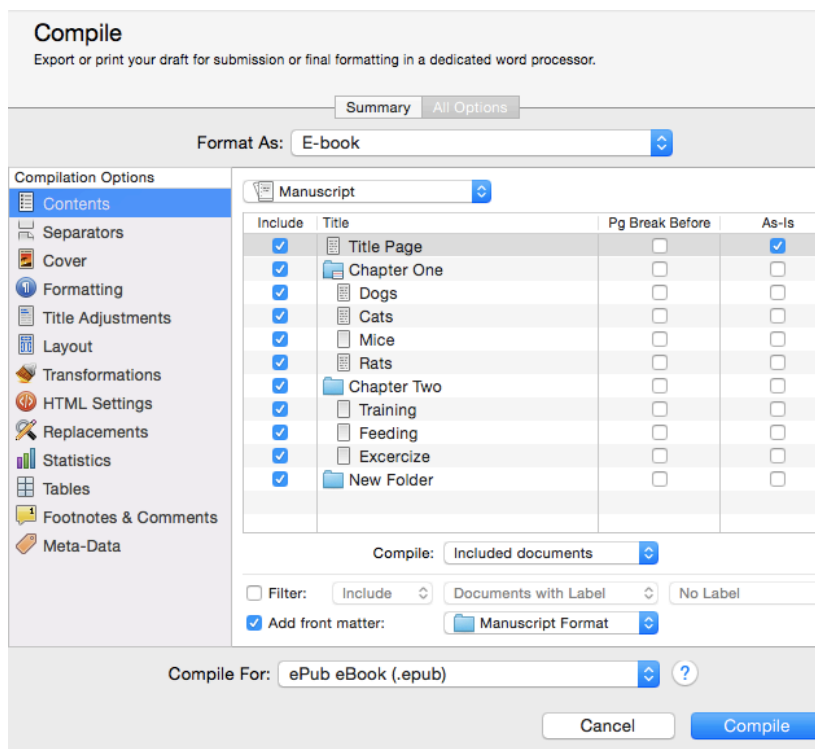 Compile
Export or print your draft for submission or final formatting in a dedicated word processor.
Summary All Options
Format As: E-book
Compilation Options
Contents
Separators
Cover
Formatting
Title Adjustments
Layout
Transformations
HTML Settings
Replacements
Statistics
Tables
Footnotes & Comments
Meta-Data
Manuscript
Include Title Pg Break Before As-Is
Title Page
Chapter One
Dogs
Cats
Mice
Rats
Chapter Two
Training
Feeding
Excercize
New Folder
Compile: Included documents
Filter: Include Documents with Label No Label
Add front matter: Manuscript Format
Compile For: ePub eBook (.epub) ?
Cancel Compile